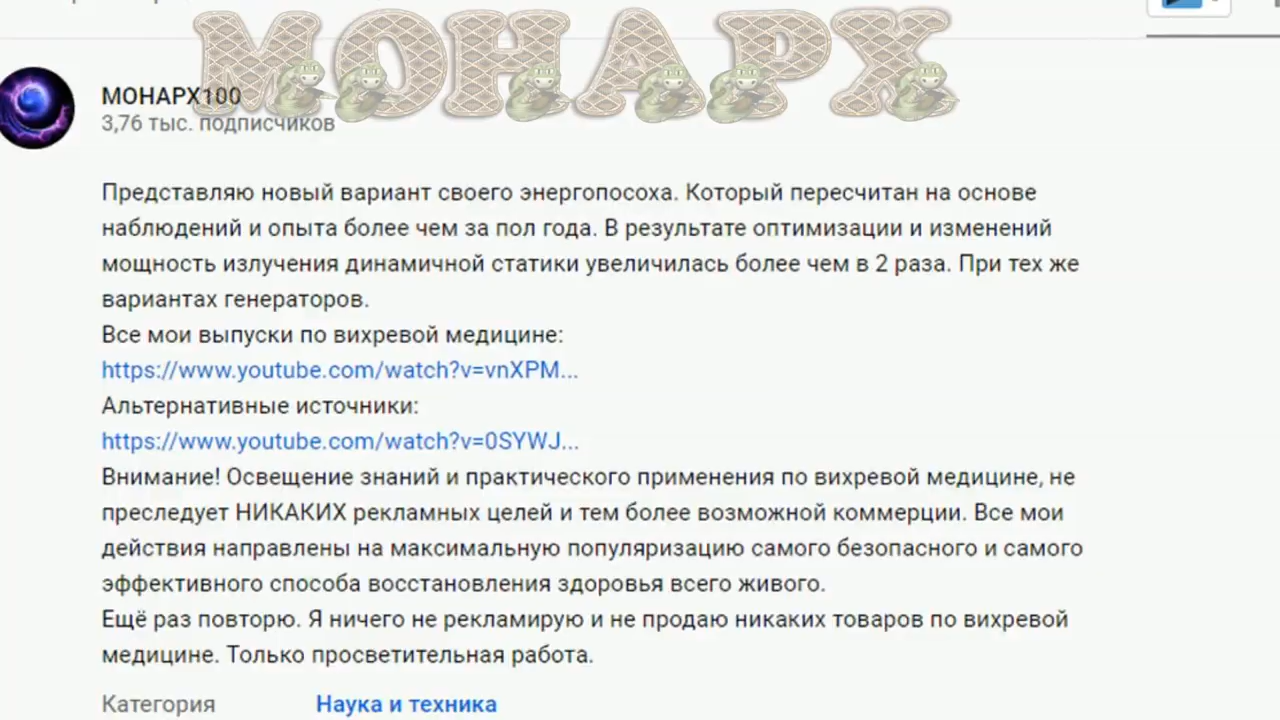 МОНАРХ
МОНАРХ100
3,76 тыс. подписчиков
Представляю новый вариант своего энергопосоха. Который пересчитан на основе
наблюдений и опыта более чем за пол года. В результате оптимизации и изменений
мощность излучения динамичной статики увеличилась более чем в 2 раза. При тех же
вариантах генераторов.
Все мои выпуски по вихревой медицине:
https://www.youtube.com/watch?v=vnXPM...
Альтернативные источники:
https://www.youtube.com/watch?v=0SYWJ...
Внимание! Освещение знаний и практического применения по вихревой медицине, не
преследует НИКАКИХ рекламных целей и тем более возможной коммерции. Все мои
действия направлены на максимальную популяризацию самого безопасного и самого
эффективного способа восстановления здоровья всего живого.
Ещё раз повторю. Я ничего не рекламирую и не продаю никаких товаров по вихревой
медицине. Только просветительная работа.
Категория Наука и техника